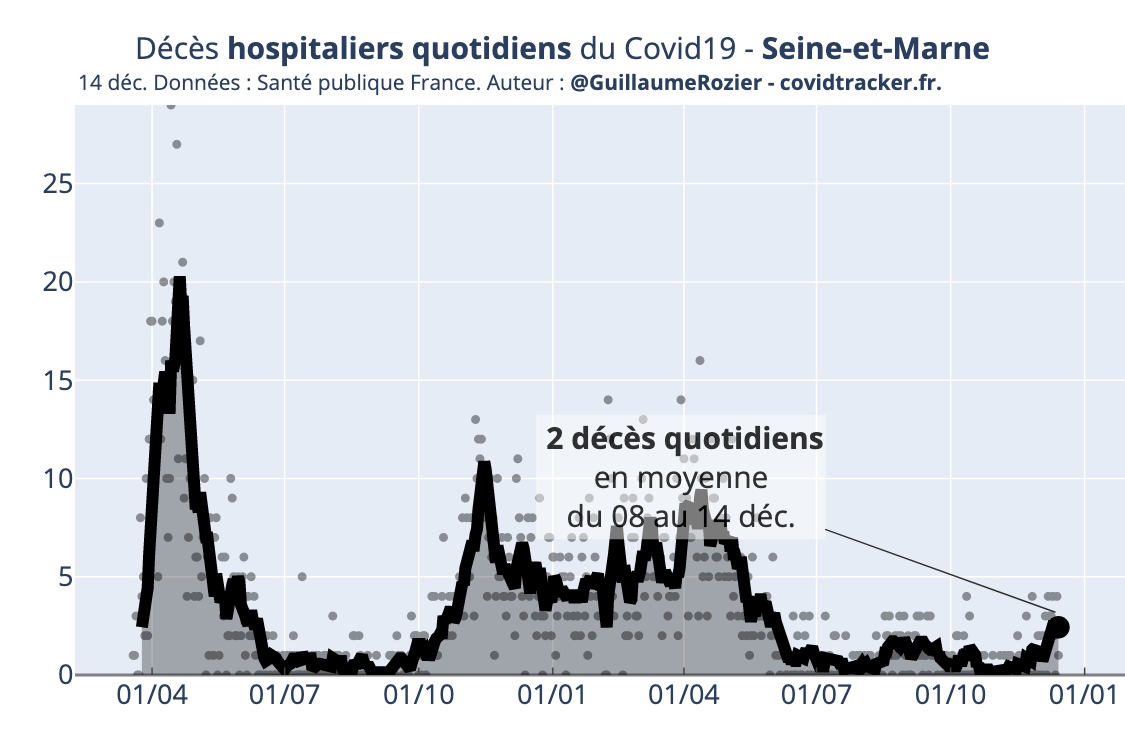 Décès hospitaliers quotidiens du Covid19 - Seine-et-Marne
14 déc. Données : Santé publique France. Auteur : @GuillaumeRozier - covidtracker.fr.
25
20
15
10
5
0
2 décès quotidiens
en moyenne
du 08 au 14 déc.
01/04 01/07 01/10 01/01 01/04 01/07 01/10 01/01